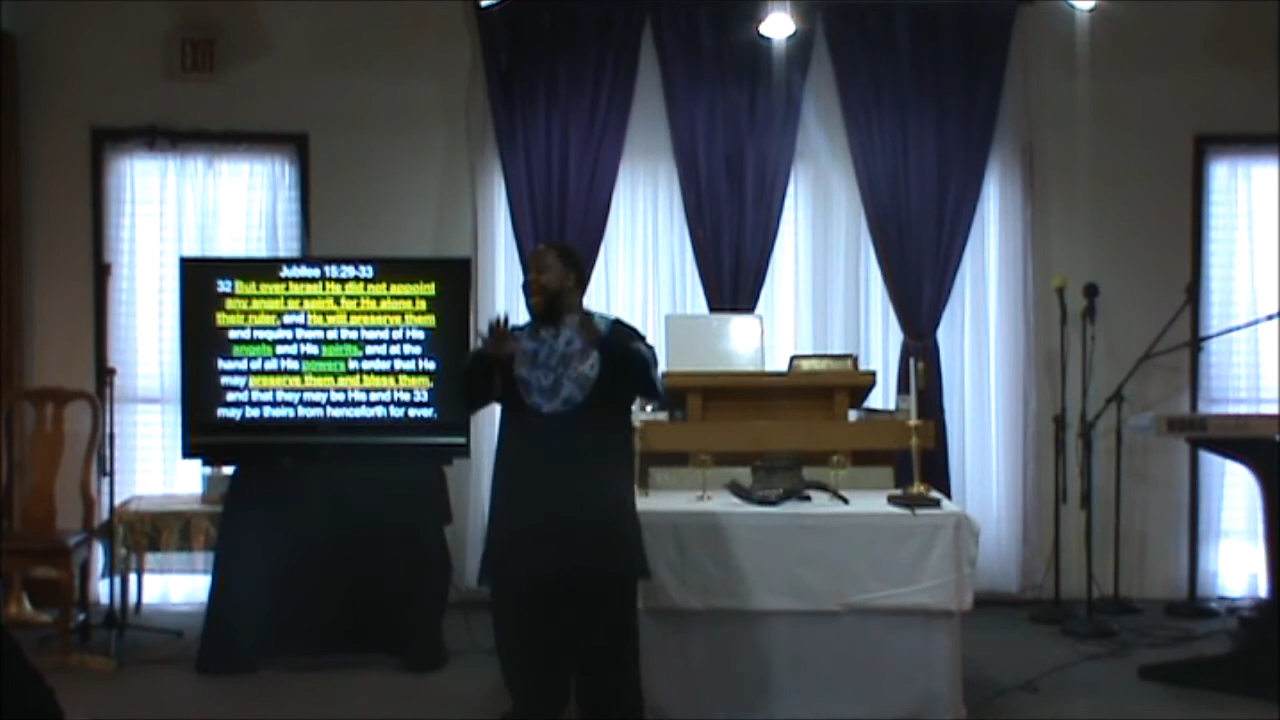 EXIT
Jubilee 15:29-33
32 But over Israel He did not appoint
any angel or spirit, for He alone is
their ruler, and He will preserve them
and require them at the hand of His
angels and His spirits, and at the
hand of all His powers in order that He
may preserve them and bless them,
and that they may be His and He 33
may be theirs from henceforth for ever.
KORG